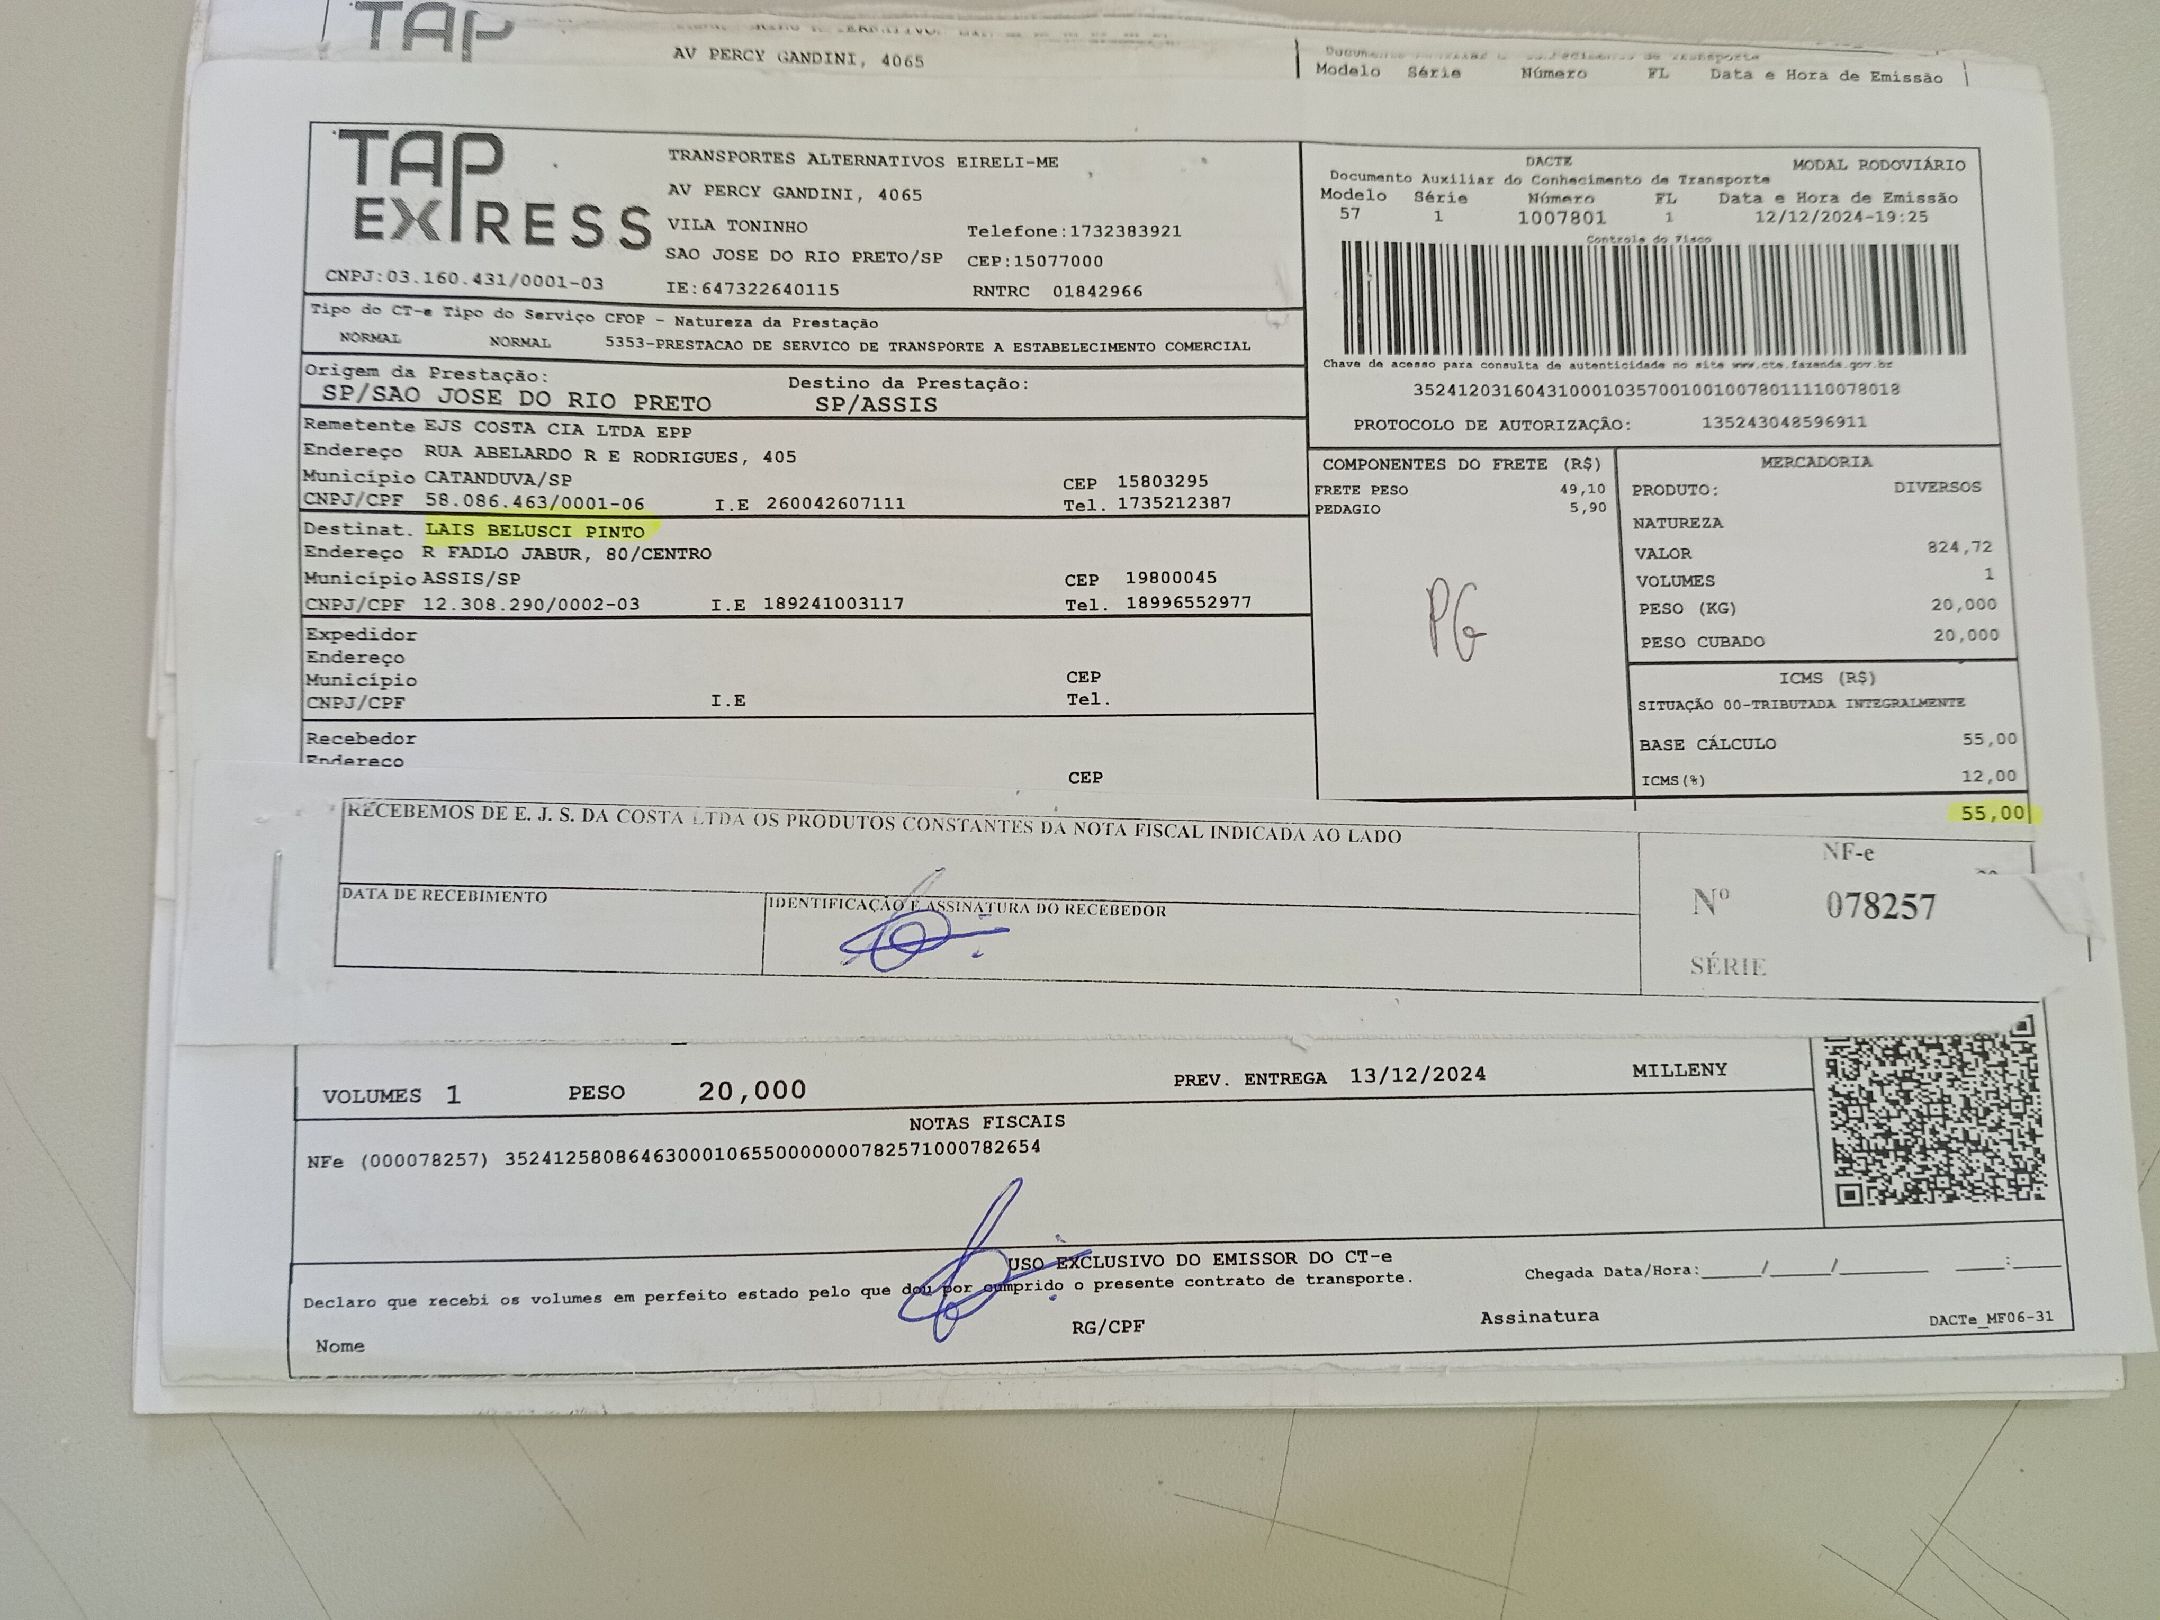 TAP
AV PERCY GANDINI, 4065
Modelo Série Número FL Data e Hora de Emissão
TAP EXPRESS
TRANSPORTES ALTERNATIVOS EIRELI-ME
AV PERCY GANDINI, 4065
VILA TONINHO Telefone:1732383921
SAO JOSE DO RIO PRETO/SP CEP:15077000
CNPJ:03.160.431/0001-03 IE:647322640115 RNTRC 01842966
DACTE MODAL RODOVIÁRIO
Documento Auxiliar do Conhecimento de Transporte
Modelo Série Número FL Data e Hora de Emissão
57 1 1007801 1 12/12/2024-19:25
Controle do Fisco
Chave de acesso para consulta de autenticidade no site www.cte.fazenda.gov.br
35241203160431000103570010010078011110078018
PROTOCOLO DE AUTORIZAÇÃO: 135243048596911
Tipo do CT-e Tipo do Serviço CFOP - Natureza da Prestação
NORMAL NORMAL 5353-PRESTACAO DE SERVICO DE TRANSPORTE A ESTABELECIMENTO COMERCIAL
Origem da Prestação: Destino da Prestação:
SP/SAO JOSE DO RIO PRETO SP/ASSIS
Remetente EJS COSTA CIA LTDA EPP
Endereço RUA ABELARDO R E RODRIGUES, 405
Município CATANDUVA/SP CEP 15803295
CNPJ/CPF 58.086.463/0001-06 I.E 260042607111 Tel. 1735212387
Destinat. LAIS BELUSCI PINTO
Endereço R FADLO JABUR, 80/CENTRO
Município ASSIS/SP CEP 19800045
CNPJ/CPF 12.308.290/0002-03 I.E 189241003117 Tel. 18996552977
Expedidor
Endereço
Município CEP
CNPJ/CPF I.E Tel.
Recebedor
Endereço
CEP
COMPONENTES DO FRETE (R$)
FRETE PESO 49,10
PEDAGIO 5,90
PG
MERCADORIA
PRODUTO: DIVERSOS
NATUREZA
VALOR 824,72
VOLUMES 1
PESO (KG) 20,000
PESO CUBADO 20,000
ICMS (R$)
SITUAÇÃO 00-TRIBUTADA INTEGRALMENTE
BASE CÁLCULO 55,00
ICMS(%) 12,00
55,00
RECEBEMOS DE E. J. S. DA COSTA LTDA OS PRODUTOS CONSTANTES DA NOTA FISCAL INDICADA AO LADO
DATA DE RECEBIMENTO IDENTIFICAÇÃO E ASSINATURA DO RECEBEDOR
NF-e
Nº 078257
SÉRIE
VOLUMES 1 PESO 20,000 PREV. ENTREGA 13/12/2024 MILLENY
NOTAS FISCAIS
NFe (000078257) 35241258086463000106550000000782571000782654
USO EXCLUSIVO DO EMISSOR DO CT-e
Declaro que recebi os volumes em perfeito estado pelo que dou por cumprido o presente contrato de transporte.
Chegada Data/Hora:_____/_____/________ ____:____
Nome RG/CPF Assinatura
DACTe_MF06-31